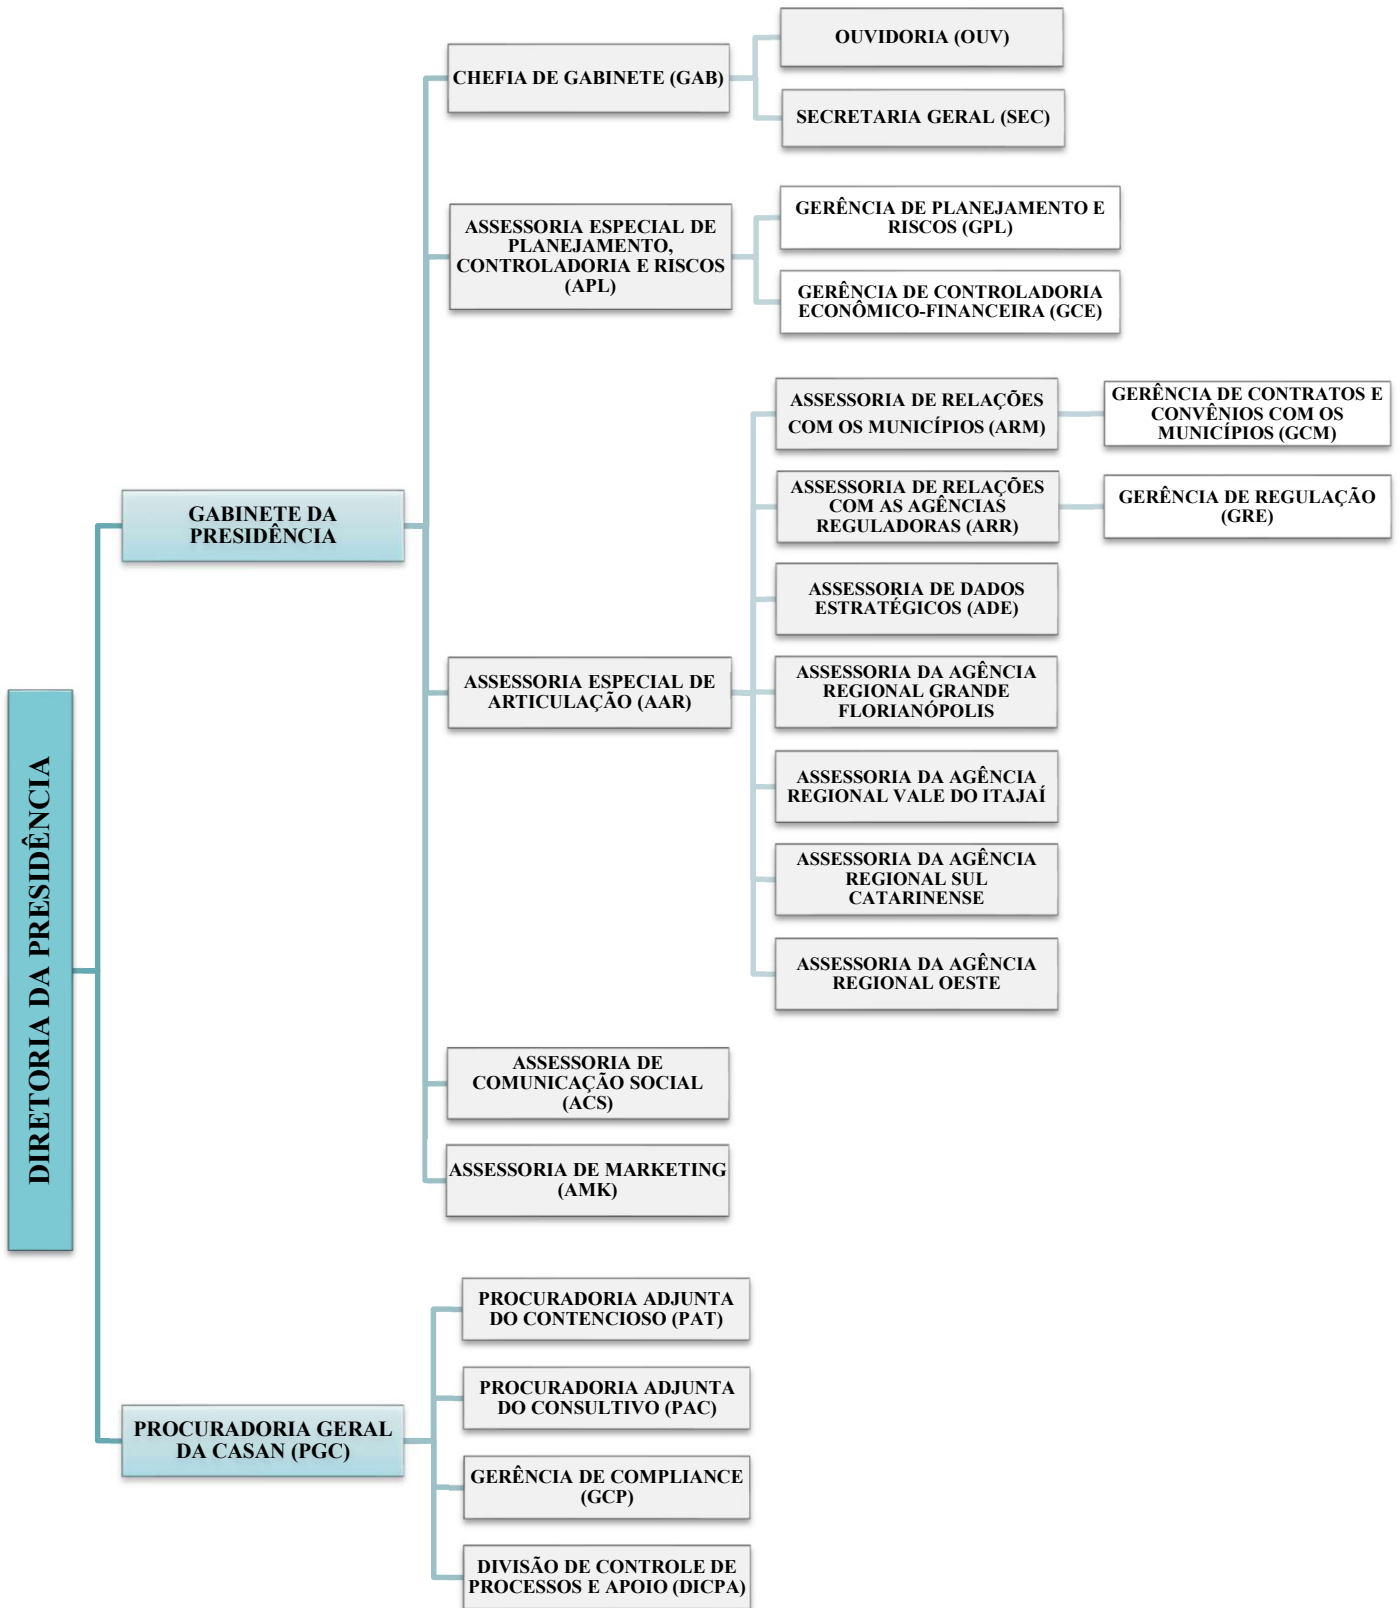 DIRETORIA DA PRESIDÊNCIA
GABINETE DA
PRESIDÊNCIA
CHEFIA DE GABINETE (GAB)
OUVIDORIA (OUV)
SECRETARIA GERAL (SEC)
ASSESSORIA ESPECIAL DE
PLANEJAMENTO,
CONTROLADORIA E RISCOS
(APL)
GERÊNCIA DE PLANEJAMENTO E
RISCOS (GPL)
GERÊNCIA DE CONTROLADORIA
ECONÔMICO-FINANCEIRA (GCE)
ASSESSORIA ESPECIAL DE
ARTICULAÇÃO (AAR)
ASSESSORIA DE RELAÇÕES
COM OS MUNICÍPIOS (ARM)
GERÊNCIA DE CONTRATOS E
CONVÊNIOS COM OS
MUNICÍPIOS (GCM)
ASSESSORIA DE RELAÇÕES
COM AS AGÊNCIAS
REGULADORAS (ARR)
GERÊNCIA DE REGULAÇÃO
(GRE)
ASSESSORIA DE DADOS
ESTRATÉGICOS (ADE)
ASSESSORIA DA AGÊNCIA
REGIONAL GRANDE
FLORIANÓPOLIS
ASSESSORIA DA AGÊNCIA
REGIONAL VALE DO ITAJAÍ
ASSESSORIA DA AGÊNCIA
REGIONAL SUL
CATARINENSE
ASSESSORIA DA AGÊNCIA
REGIONAL OESTE
ASSESSORIA DE
COMUNICAÇÃO SOCIAL
(ACS)
ASSESSORIA DE MARKETING
(AMK)
PROCURADORIA GERAL
DA CASAN (PGC)
PROCURADORIA ADJUNTA
DO CONTENCIOSO (PAT)
PROCURADORIA ADJUNTA
DO CONSULTIVO (PAC)
GERÊNCIA DE COMPLIANCE
(GCP)
DIVISÃO DE CONTROLE DE
PROCESSOS E APOIO (DICPA)